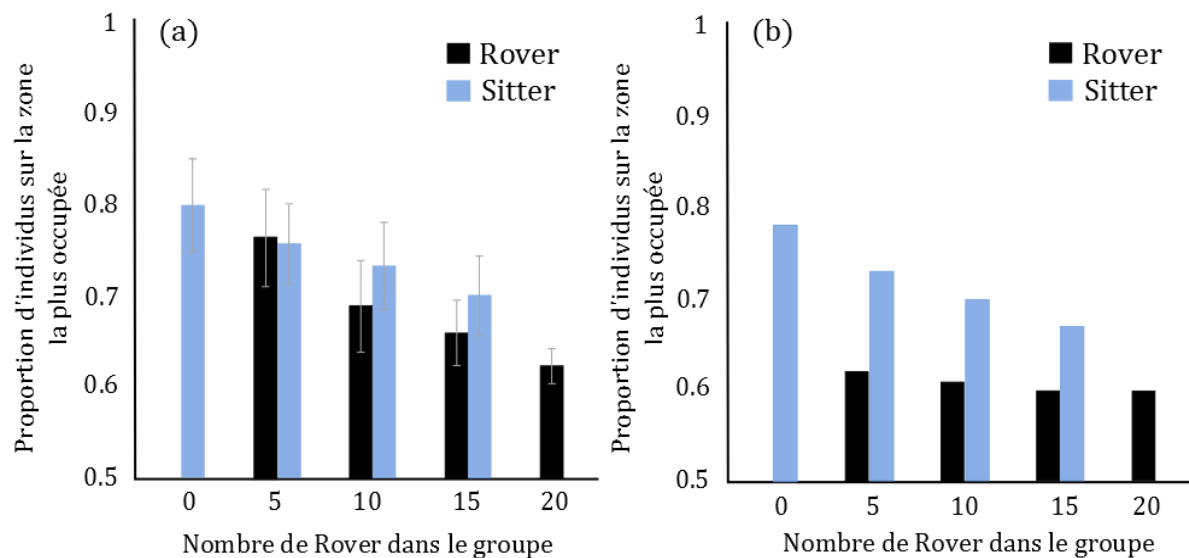 (a)
Rover
Sitter
1
0.9
0.8
0.7
0.6
0.5
0
5
10
15
20
Proportion d'individus sur la zone
la plus occupée
Nombre de Rover dans le groupe
(b)
Rover
Sitter
1
0.9
0.8
0.7
0.6
0.5
0
5
10
15
20
Proportion d'individus sur la zone
la plus occupée
Nombre de Rover dans le groupe